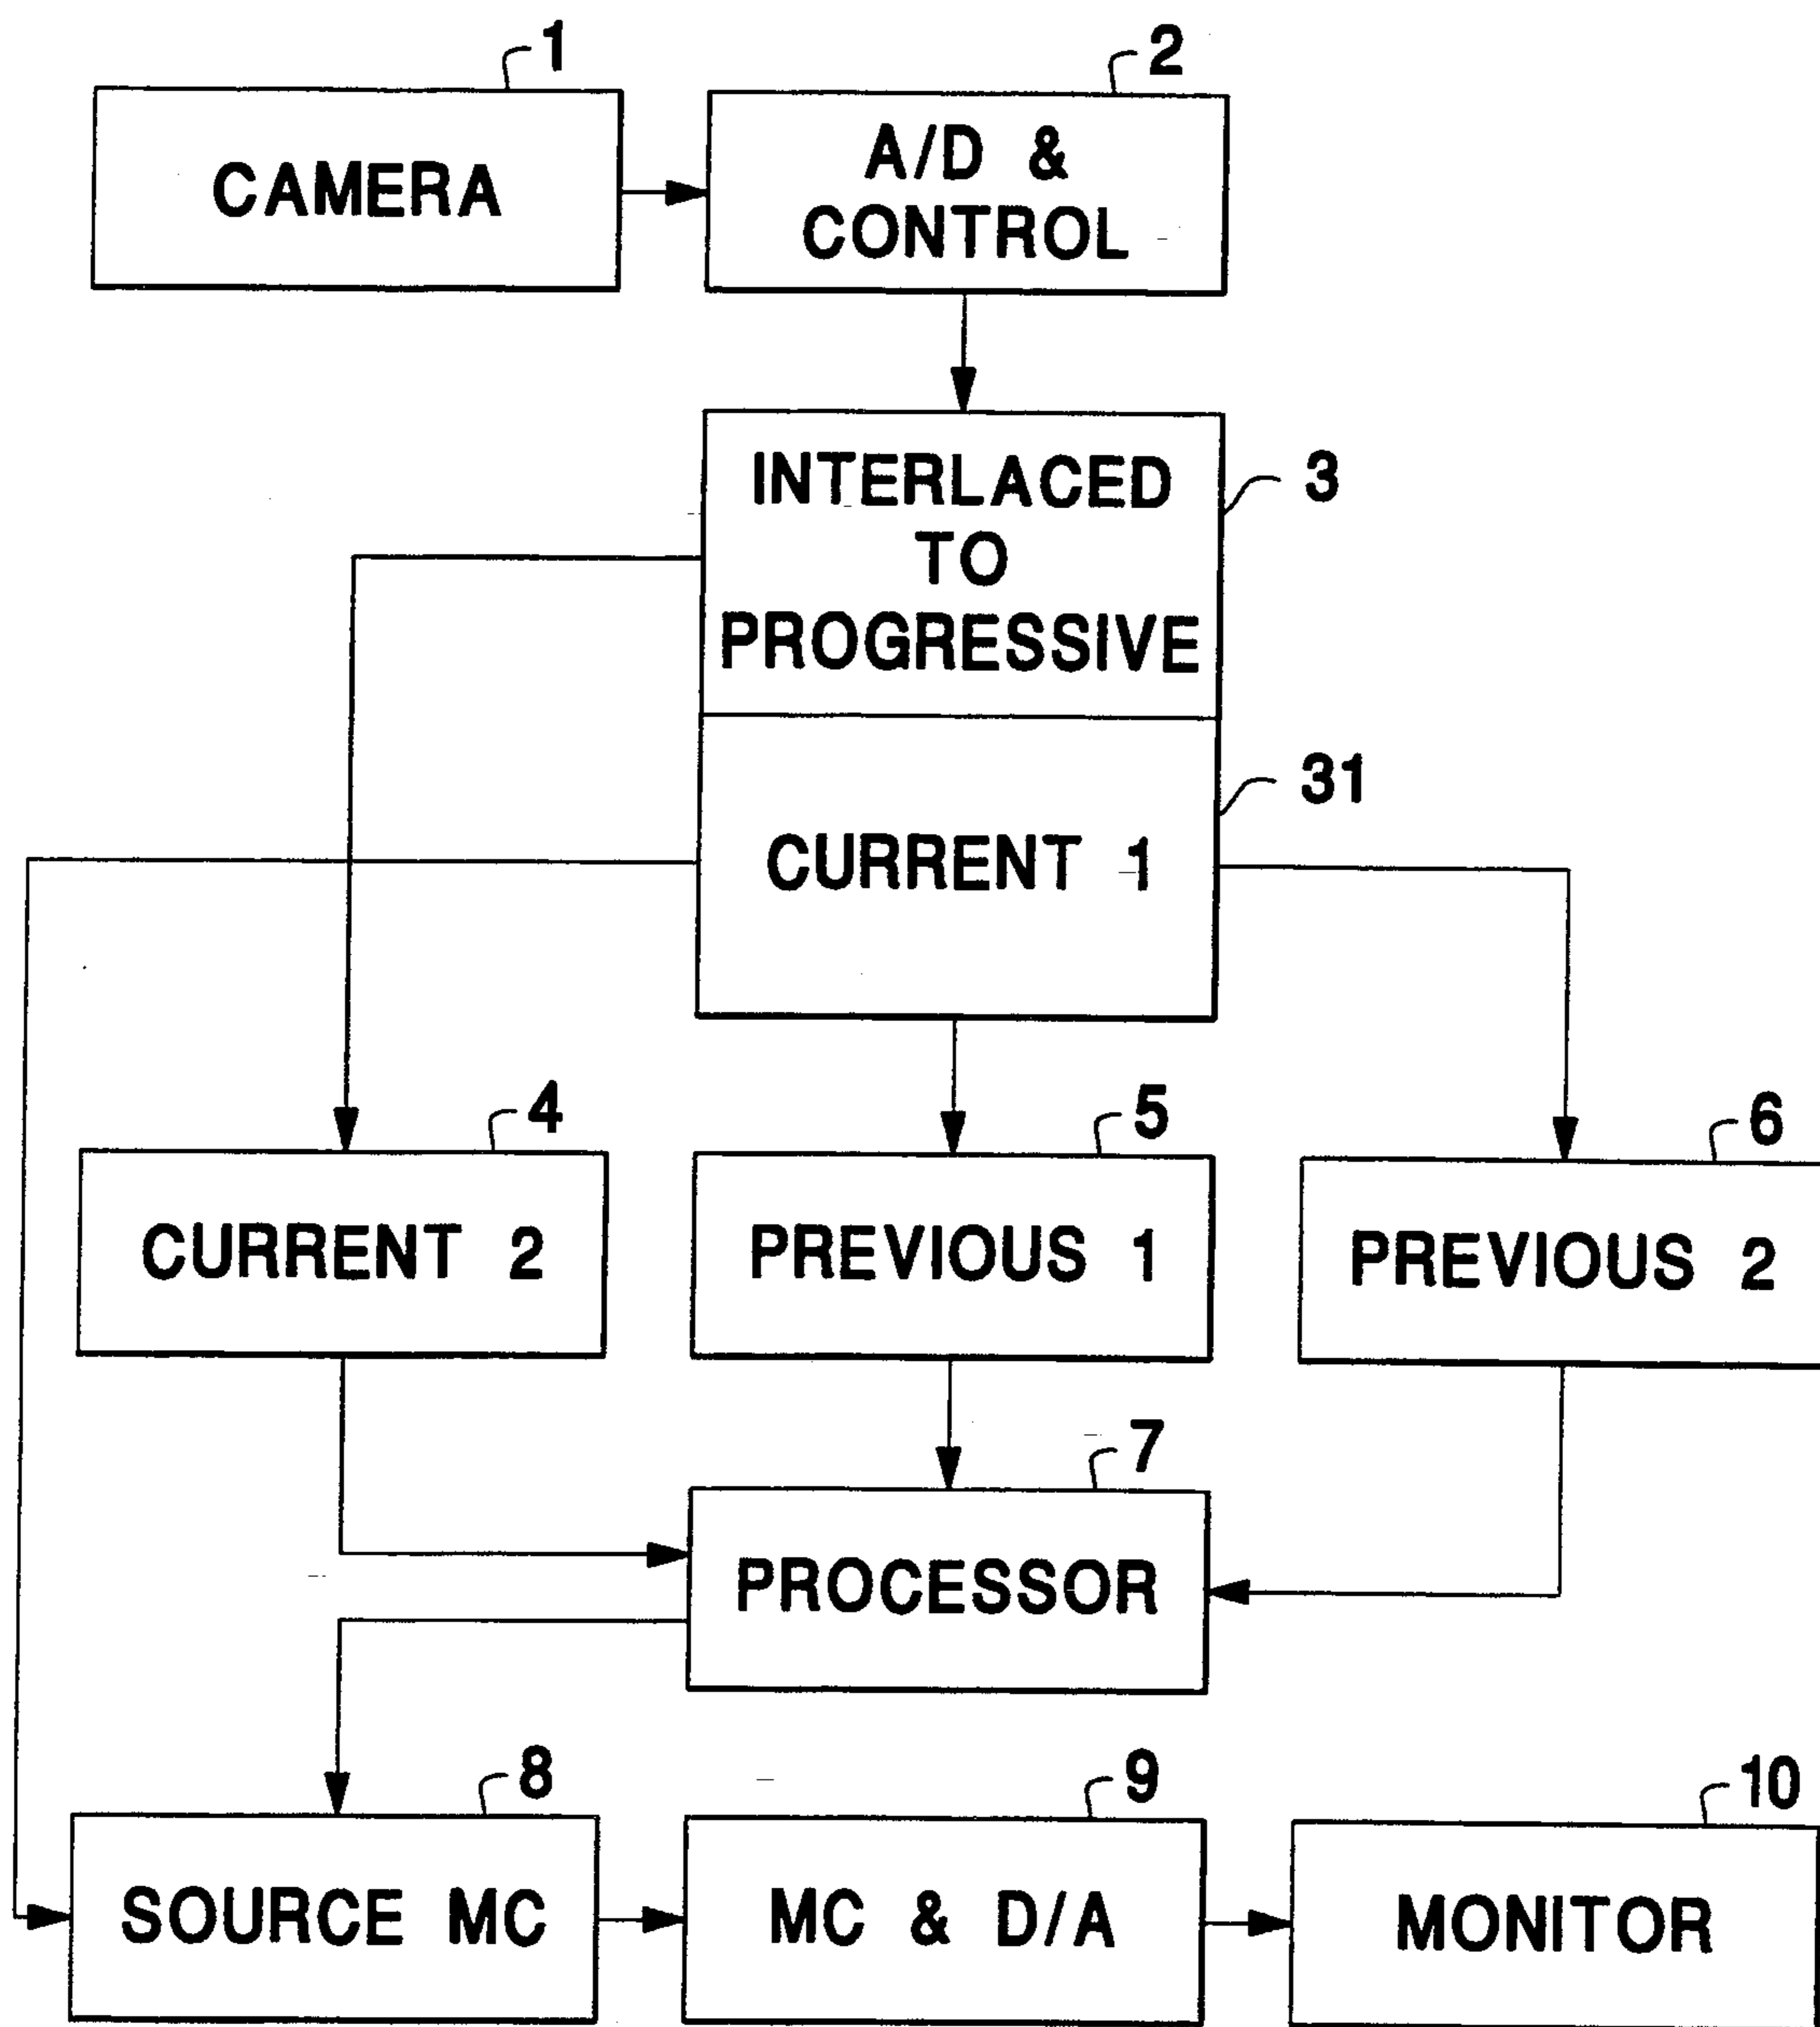 1
2
CAMERA
A/D &
CONTROL
INTERLACED
TO
PROGRESSIVE
3
CURRENT 1
31
4
5
6
CURRENT 2
PREVIOUS 1
PREVIOUS 2
7
PROCESSOR
8
9
10
SOURCE MC
MC & D/A
MONITOR